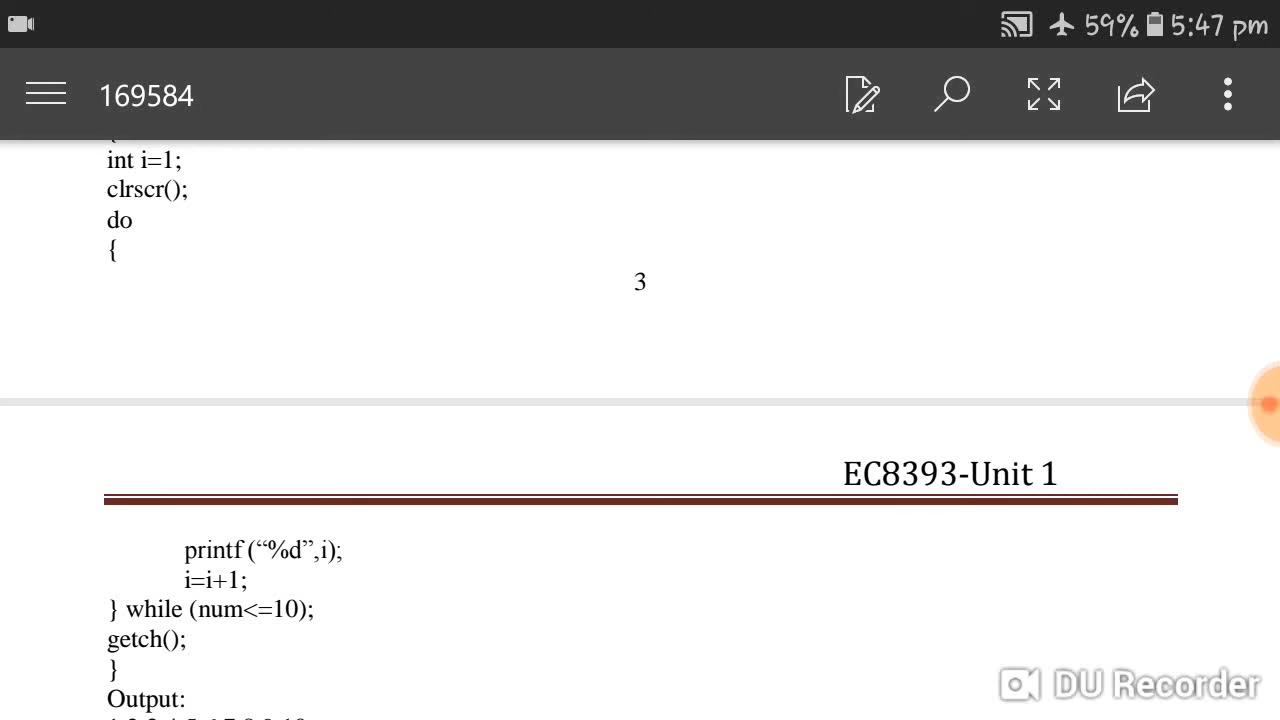 59% 5:47 pm
169584
int i=1;
clrscr();
do
{
3
EC8393-Unit 1
printf (“%d”,i);
i=i+1;
} while (num<=10);
getch();
}
Output:
DU Recorder